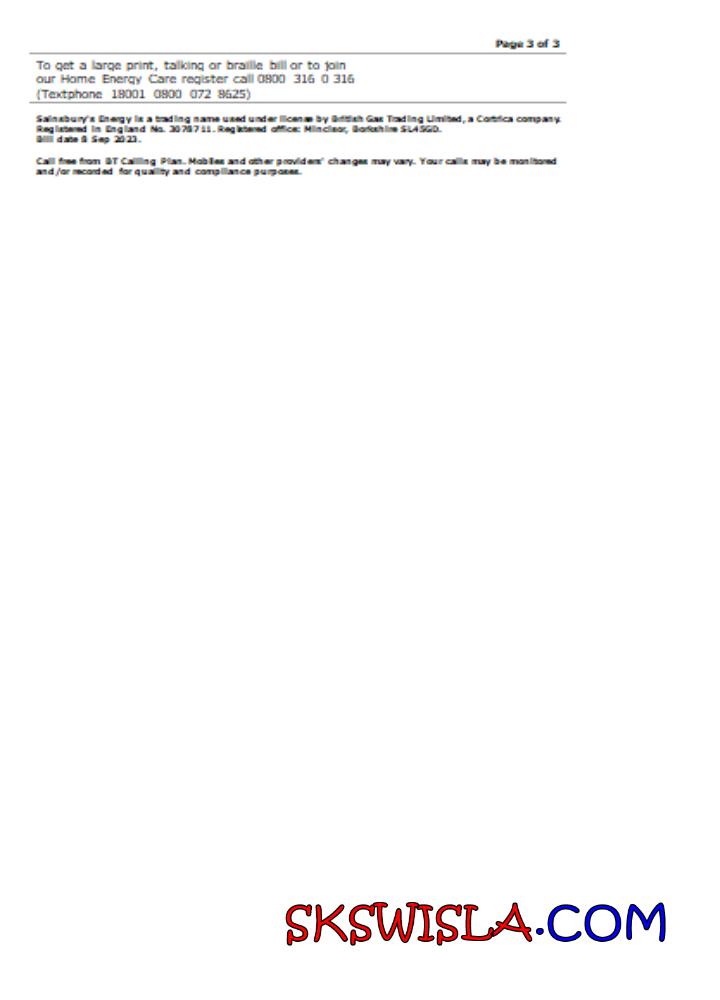 Page 3 of 3
To get a large print, talking or braille bill or to join
our Home Energy Care register call 0800 316 0 316
(Textphone 18001 0800 072 8625)
Sainsbury's Energy is a trading name used under license by British Gas Trading Limited, a company.
Registered in England No. 3078711. Registered office: Berkshire SL45GD.
Bill date 8 Sep 2023.
Call free from BT Calling Plan. Mobiles and other providers' changes may vary. Your calls may be monitored
and/or recorded for quality and compliance purposes.
SKSWISLA.COM